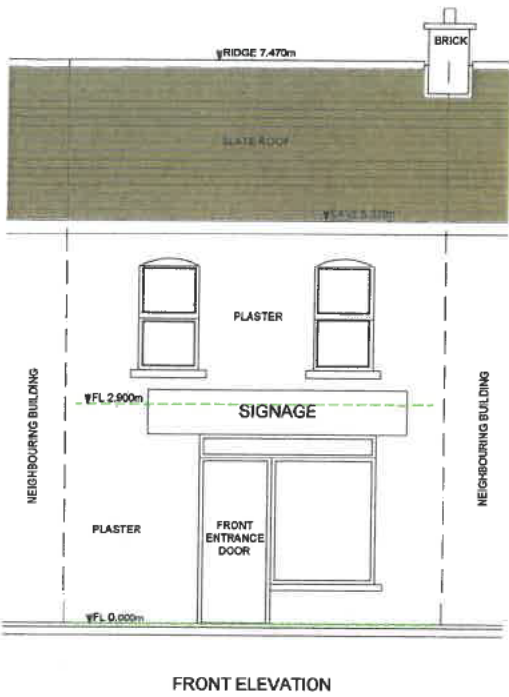 BRICK
RIDGE 7.470m
SLATE ROOF
PLASTER
FL 2.900m
SIGNAGE
NEIGHBOURING BUILDING
NEIGHBOURING BUILDING
PLASTER
FRONT
ENTRANCE
DOOR
FL 0.000m
FRONT ELEVATION